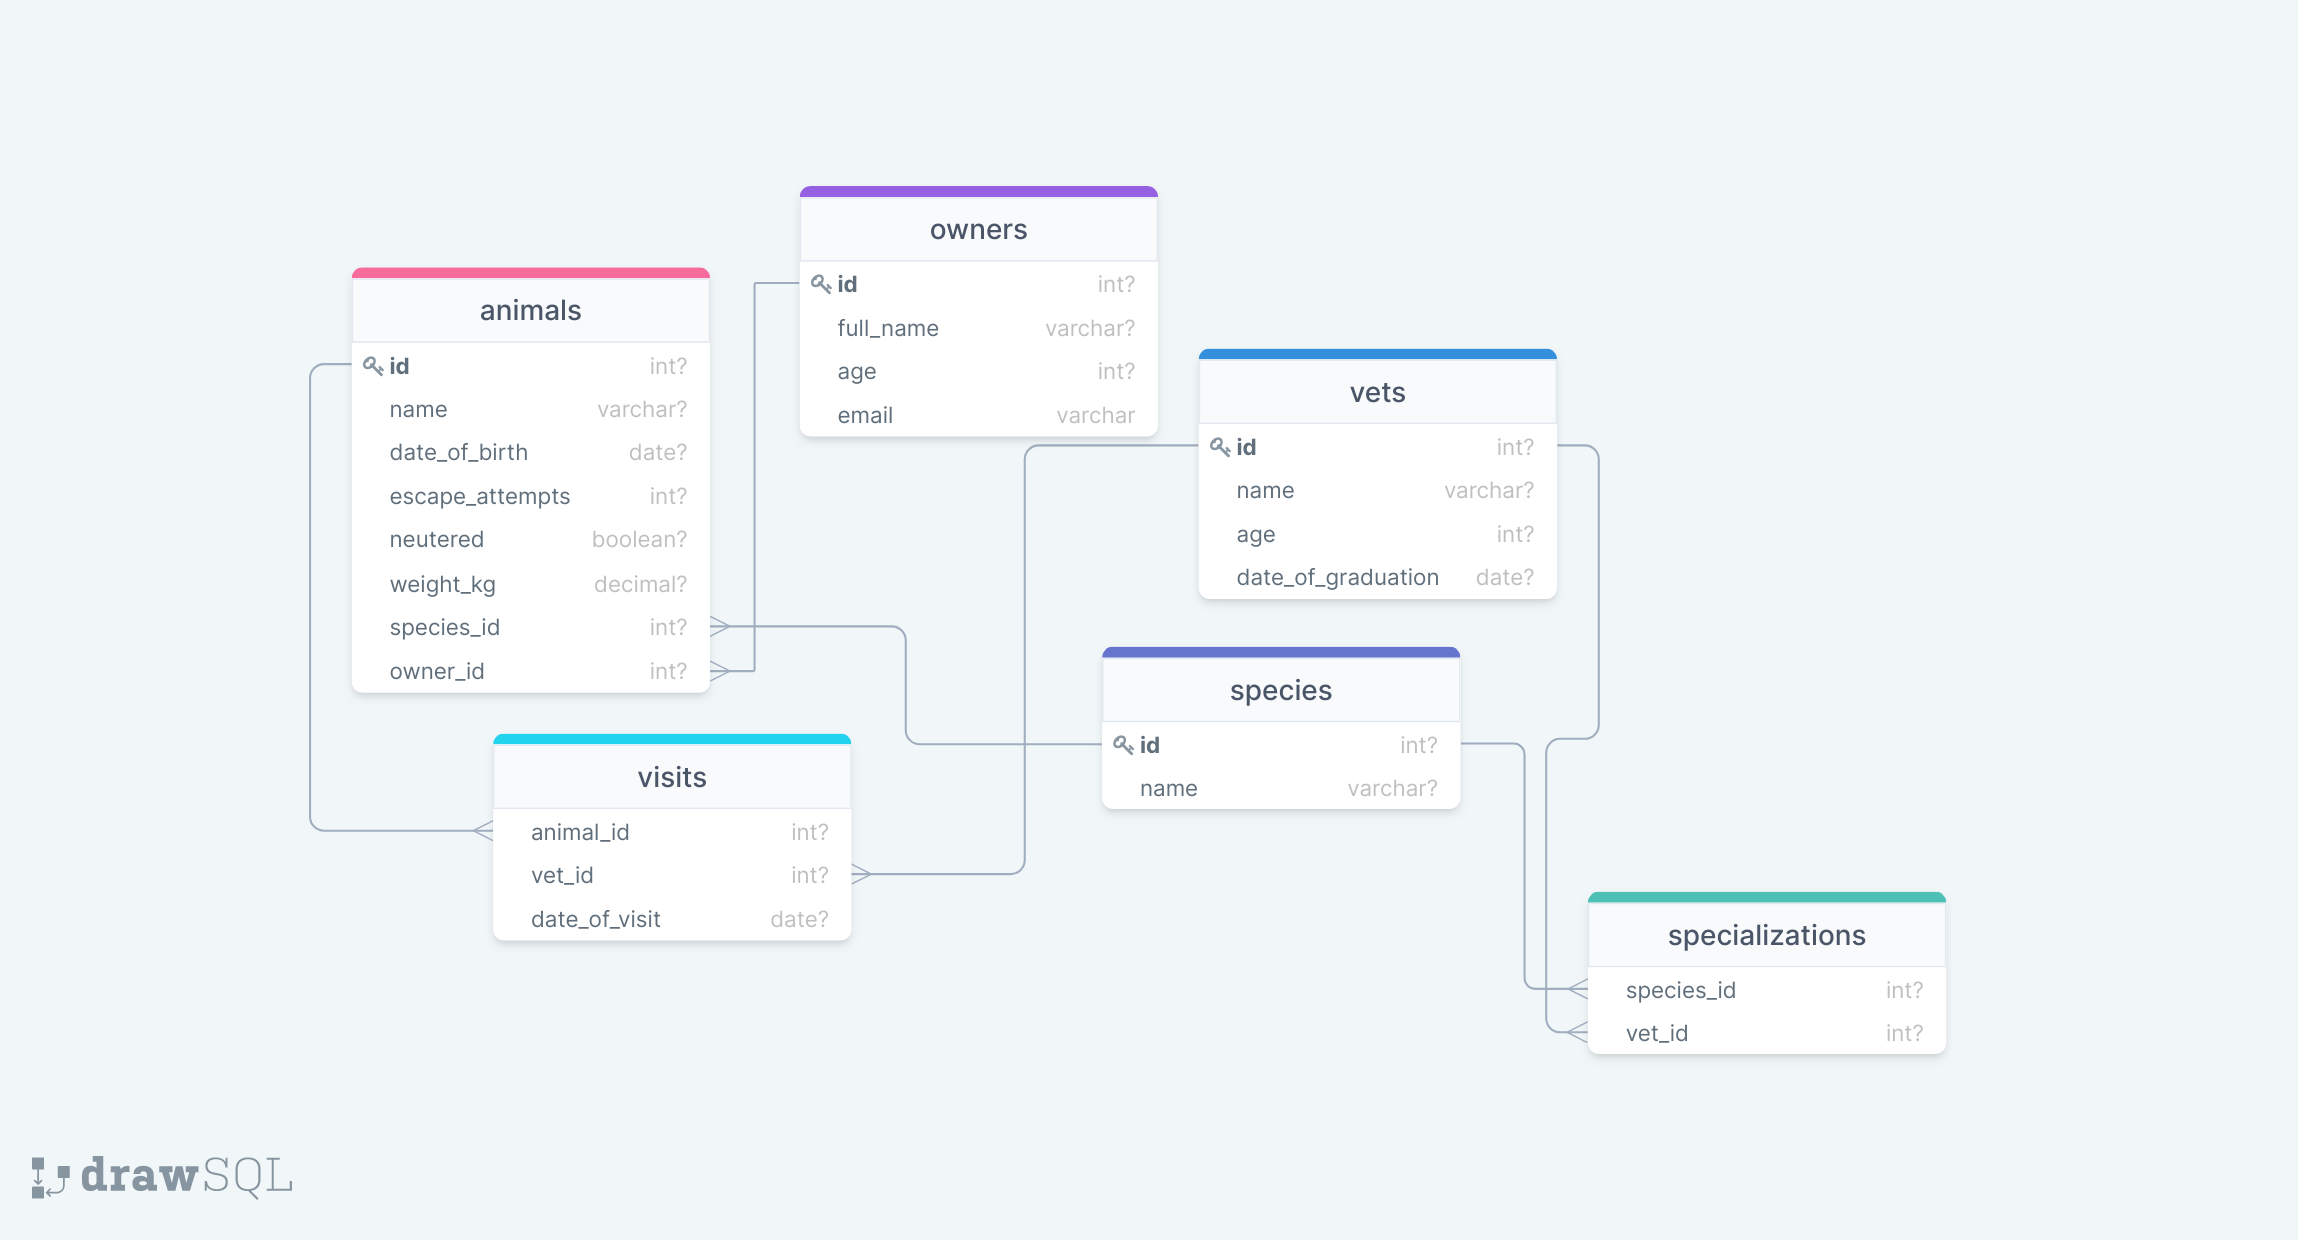 owners
id int?
full_name varchar?
age int?
email varchar
animals
id int?
name varchar?
date_of_birth date?
escape_attempts int?
neutered boolean?
weight_kg decimal?
species_id int?
owner_id int?
vets
id int?
name varchar?
age int?
date_of_graduation date?
species
id int?
name varchar?
visits
animal_id int?
vet_id int?
date_of_visit date?
specializations
species_id int?
vet_id int?
drawSQL